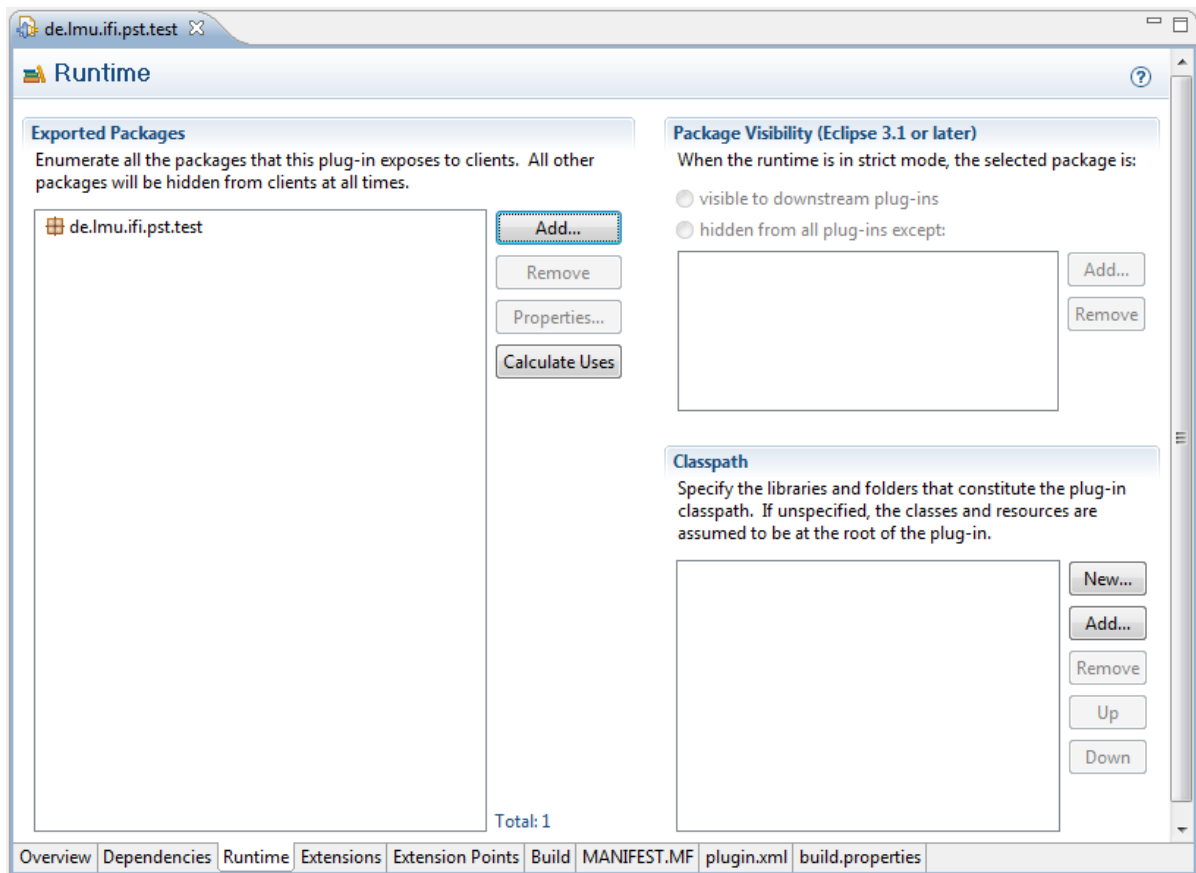 de.lmu.ifi.pst.test
Runtime
Exported Packages
Enumerate all the packages that this plug-in exposes to clients. All other
packages will be hidden from clients at all times.
de.lmu.ifi.pst.test
Add...
Remove
Properties...
Calculate Uses
Total: 1
Package Visibility (Eclipse 3.1 or later)
When the runtime is in strict mode, the selected package is:
visible to downstream plug-ins
hidden from all plug-ins except:
Add...
Remove
Classpath
Specify the libraries and folders that constitute the plug-in
classpath. If unspecified, the classes and resources are
assumed to be at the root of the plug-in.
New...
Add...
Remove
Up
Down
Overview Dependencies Runtime Extensions Extension Points Build MANIFEST.MF plugin.xml build.properties